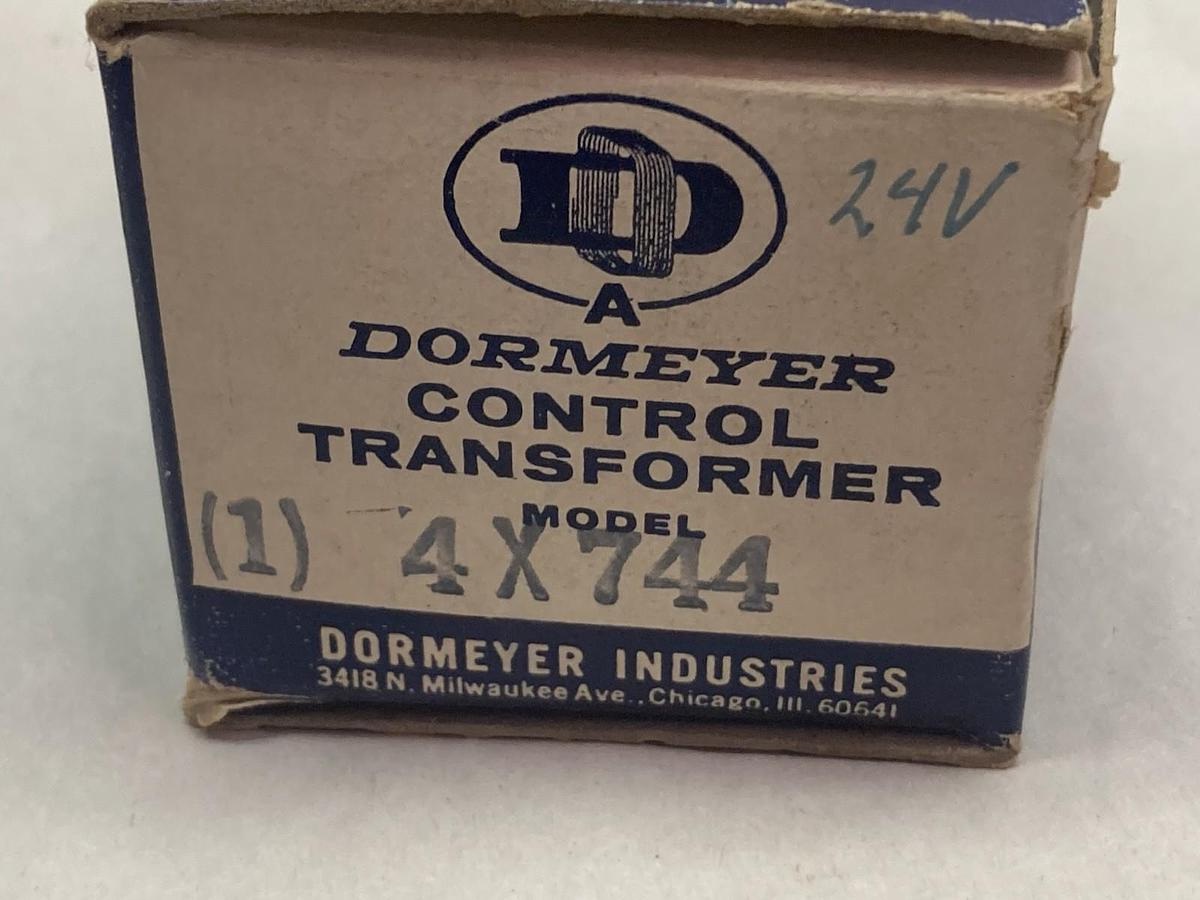 24V
A
DORMEYER
CONTROL
TRANSFORMER
MODEL
(1) 4X744
DORMEYER INDUSTRIES
3418 N. Milwaukee Ave., Chicago, Ill. 60641